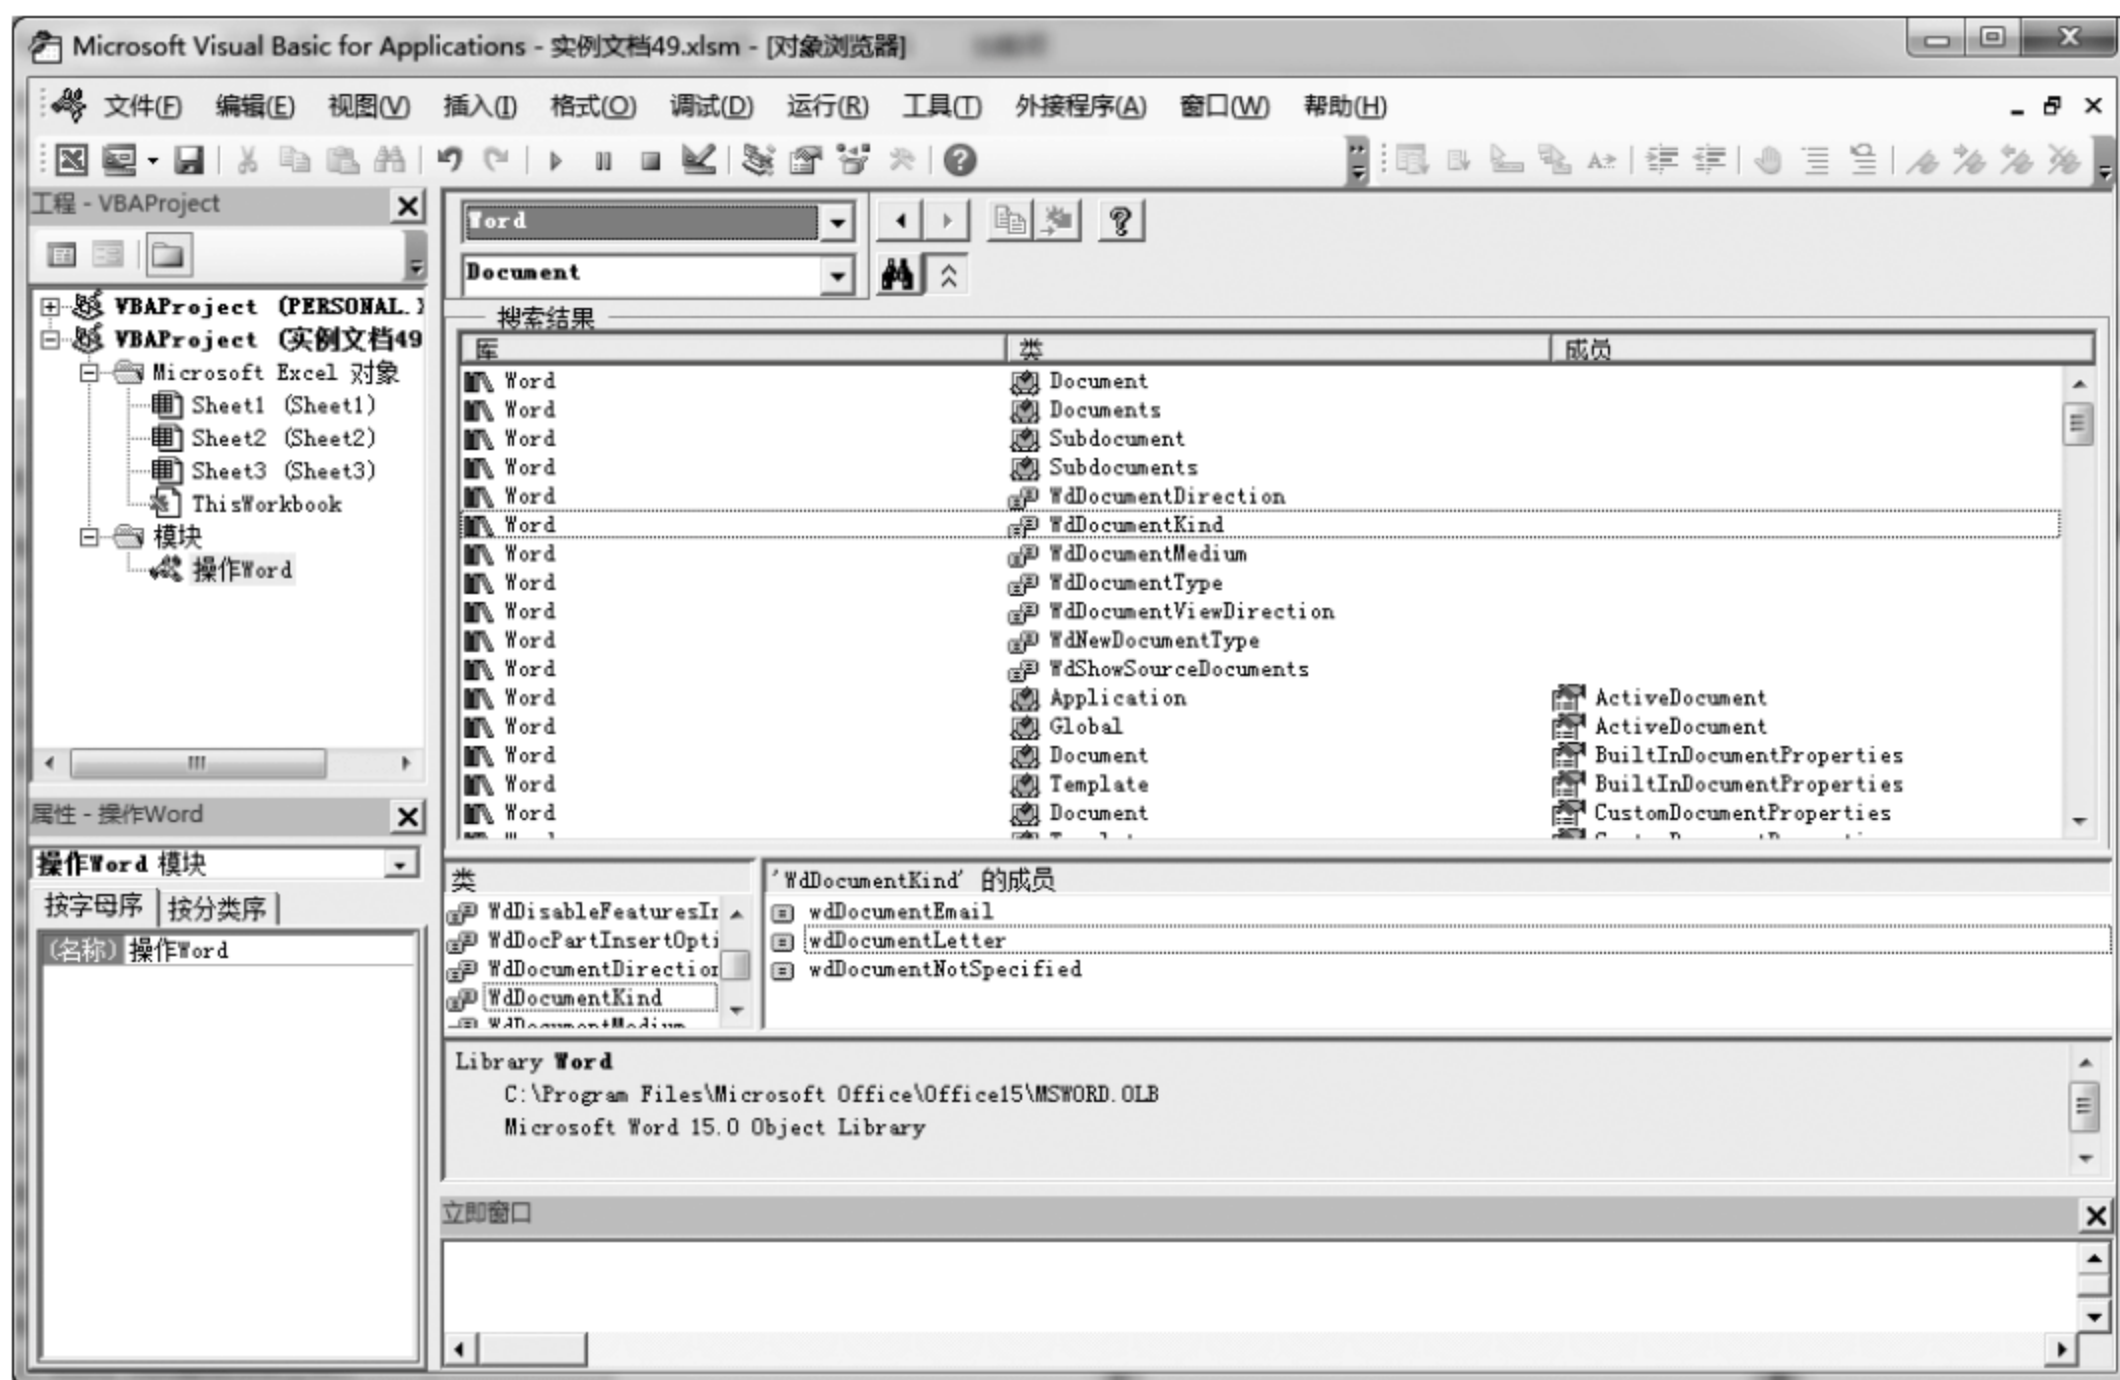 Microsoft Visual Basic for Applications - 实例文档49.xlsm - [对象浏览器]
文件(F) 编辑(E) 视图(V) 插入(I) 格式(O) 调试(D) 运行(R) 工具(T) 外接程序(A) 窗口(W) 帮助(H)
工程 - VBAProject
VBAProject (PERSONAL.
VBAProject (实例文档49
Microsoft Excel 对象
Sheet1 (Sheet1)
Sheet2 (Sheet2)
Sheet3 (Sheet3)
ThisWorkbook
模块
操作Word
属性 - 操作Word
操作Word 模块
按字母序 按分类序
(名称) 操作Word
Word
Document
搜索结果
库 类 成员
Word Document
Word Documents
Word Subdocument
Word Subdocuments
Word WdDocumentDirection
Word WdDocumentKind
Word WdDocumentMedium
Word WdDocumentType
Word WdDocumentViewDirection
Word WdNewDocumentType
Word WdShowSourceDocuments
Word Application ActiveDocument
Word Global ActiveDocument
Word Document BuiltInDocumentProperties
Word Template BuiltInDocumentProperties
Word Document CustomDocumentProperties
类
WdDisableFeaturesIr
WdDocPartInsertOpti
WdDocumentDirection
WdDocumentKind
WdDocumentMedium
'WdDocumentKind' 的成员
wdDocumentEmail
wdDocumentLetter
wdDocumentNotSpecified
Library Word
C:\Program Files\Microsoft Office\Office15\MSWORD.OLB
Microsoft Word 15.0 Object Library
立即窗口